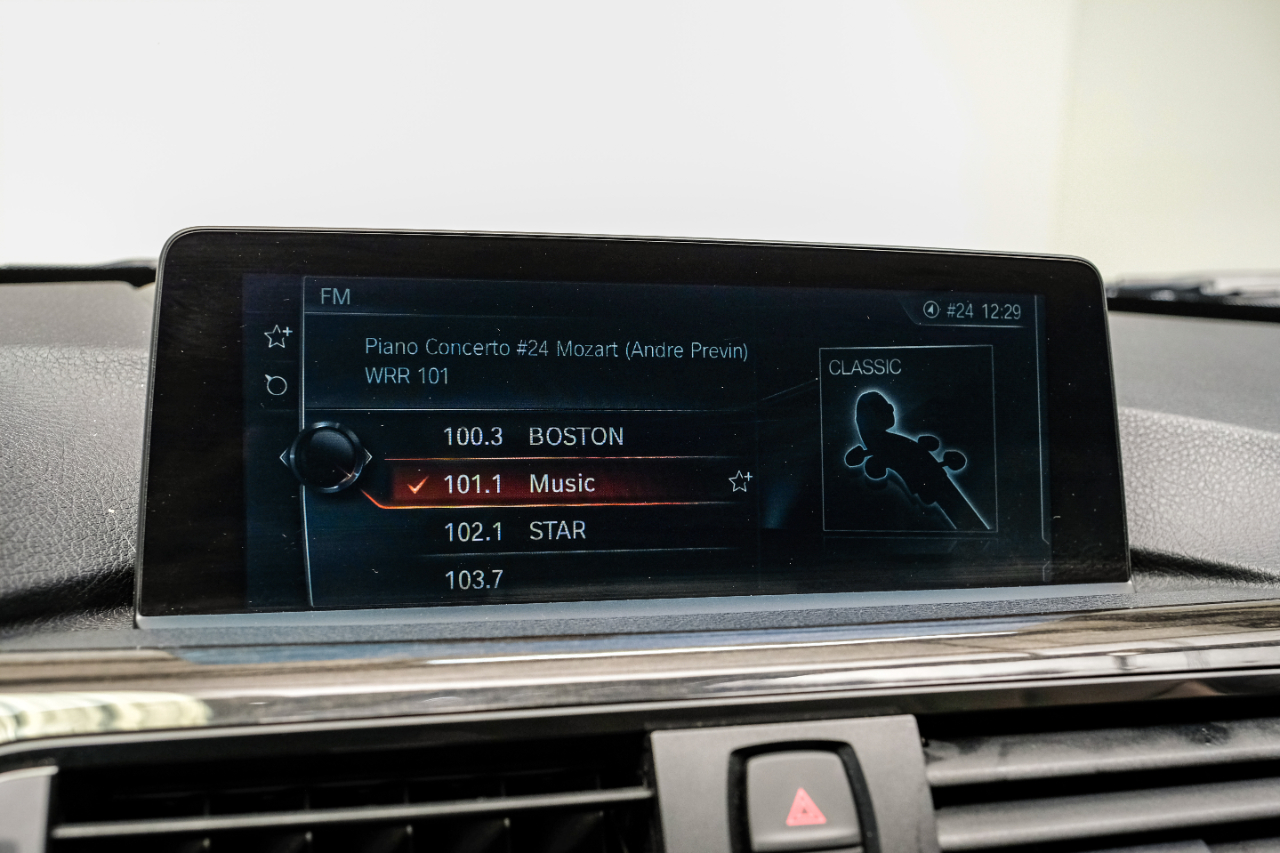 FM
#24 12:29
Piano Concerto #24 Mozart (Andre Previn)
WRR 101
CLASSIC
100.3 BOSTON
101.1 Music
102.1 STAR
103.7